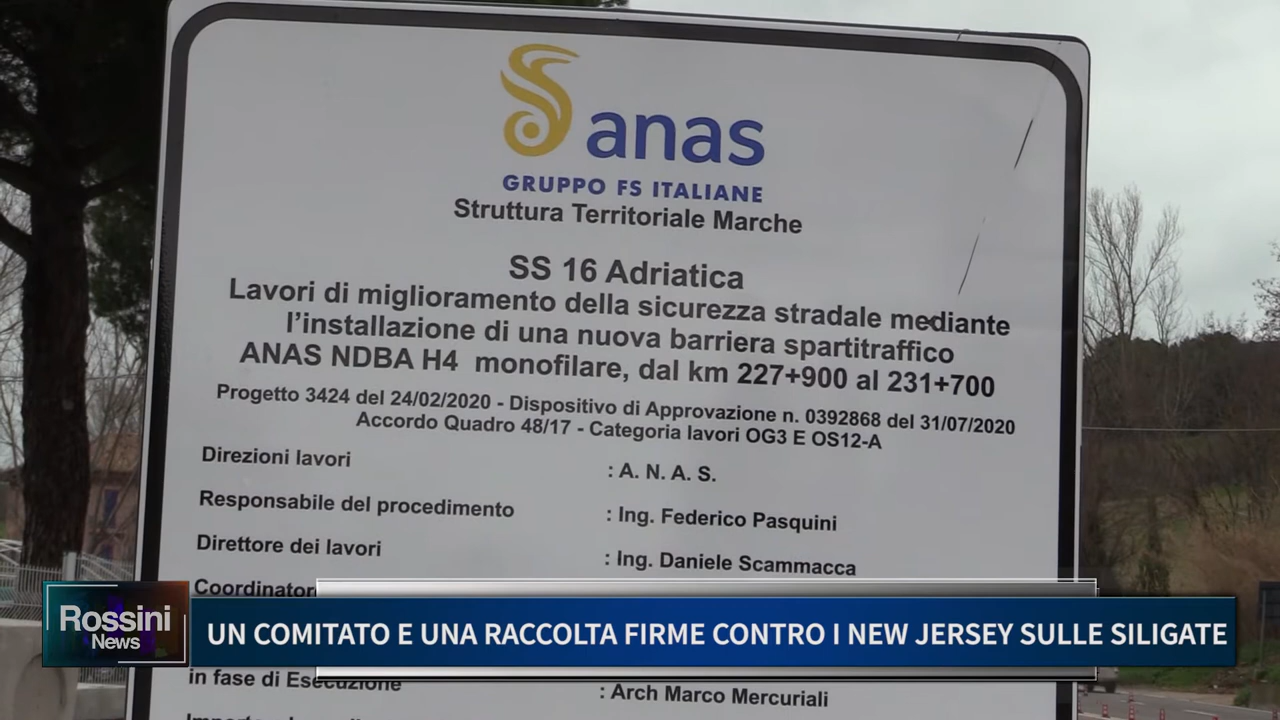 anas
GRUPPO FS ITALIANE
Struttura Territoriale Marche
SS 16 Adriatica
Lavori di miglioramento della sicurezza stradale mediante
l'installazione di una nuova barriera spartitraffico
ANAS NDBA H4 monofilare, dal km 227+900 al 231+700
Progetto 3424 del 24/02/2020 - Dispositivo di Approvazione n. 0392868 del 31/07/2020
Accordo Quadro 48/17 - Categoria lavori OG3 E OS12-A
Direzioni lavori : A. N. A. S.
Responsabile del procedimento : Ing. Federico Pasquini
Direttore dei lavori : Ing. Daniele Scammacca
Coordinator
Rossini
News
UN COMITATO E UNA RACCOLTA FIRME CONTRO I NEW JERSEY SULLE SILIGATE
in fase di Esecuzione : Arch Marco Mercuriali